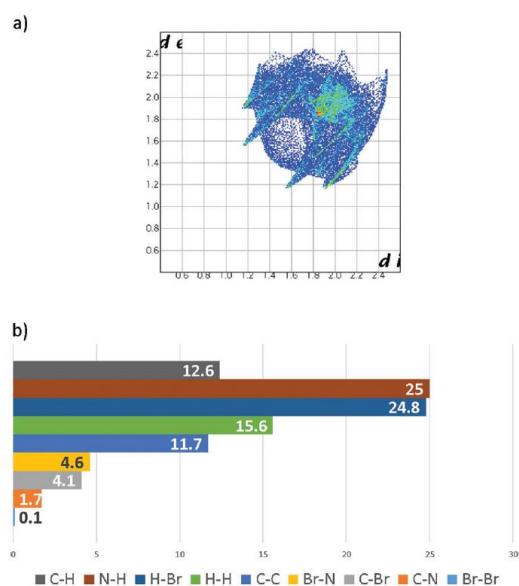 a)
d e
2.4
2.2
2.0
1.8
1.6
1.4
1.2
1.0
0.8
0.6
d i
0.6 0.8 1.0 1.2 1.4 1.6 1.8 2.0 2.2 2.4
b)
12.6
25
24.8
15.6
11.7
4.6
4.1
1.7
0.1
0 5 10 15 20 25 30
C-H N-H H-Br H-H C-C Br-N C-Br C-N Br-Br